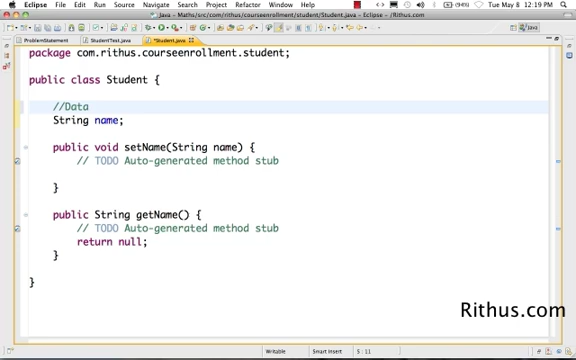 Eclipse File Edit Source Refactor Navigate Search Project Refactor Window Help Tue May 8 12:19 PM
Java - Maths/src/com/rithus/courseenrollment/student/Student.java - Eclipse - /Rithus.com
Java
ProblemStatement StudentTest.java *Student.java
package com.rithus.courseenrollment.student;
public class Student {
//Data
String name;
public void setName(String name) {
// TODO Auto-generated method stub
}
public String getName() {
// TODO Auto-generated method stub
return null;
}
}
Rithus.com
Writable Smart Insert 5 : 11